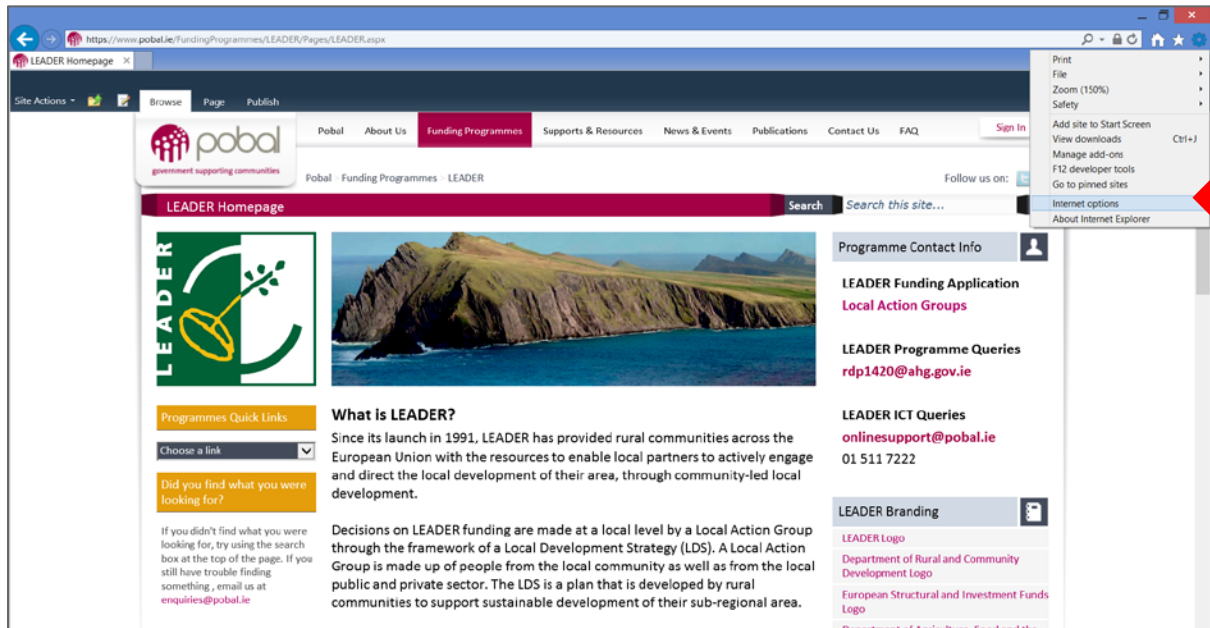 https://www.pobal.ie/FundingProgrammes/LEADER/Pages/LEADER.aspx
LEADER Homepage
Print
File
Zoom (150%)
Safety
Add site to Start Screen
View downloads Ctrl+J
Manage add-ons
F12 developer tools
Go to pinned sites
Internet options
About Internet Explorer
Site Actions Browse Page Publish
pobal
government supporting communities
Pobal About Us Funding Programmes Supports & Resources News & Events Publications Contact Us FAQ Sign In
Pobal Funding Programmes LEADER
Follow us on:
LEADER Homepage
Search Search this site...
LEADER
Programmes Quick Links
Choose a link
Did you find what you were
looking for?
If you didn't find what you were
looking for, try using the search
box at the top of the page. If you
still have trouble finding
something , email us at
enquiries@pobal.ie
What is LEADER?
Since its launch in 1991, LEADER has provided rural communities across the
European Union with the resources to enable local partners to actively engage
and direct the local development of their area, through community-led local
development.
Decisions on LEADER funding are made at a local level by a Local Action Group
through the framework of a Local Development Strategy (LDS). A Local Action
Group is made up of people from the local community as well as from the local
public and private sector. The LDS is a plan that is developed by rural
communities to support sustainable development of their sub-regional area.
Programme Contact Info
LEADER Funding Application
Local Action Groups
LEADER Programme Queries
rdp1420@ahg.gov.ie
LEADER ICT Queries
onlinesupport@pobal.ie
01 511 7222
LEADER Branding
LEADER Logo
Department of Rural and Community
Development Logo
European Structural and Investment Funds
Logo